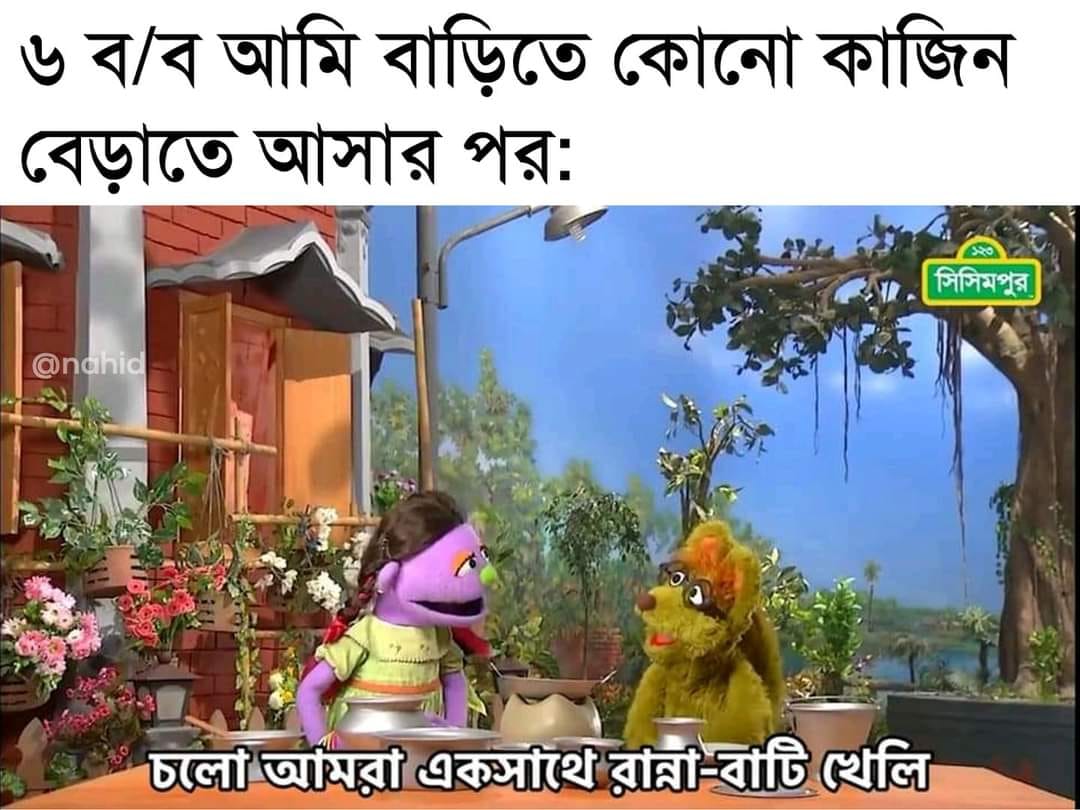 ৬ ব/ব আমি বাড়িতে কোনো কাজিন
বেড়াতে আসার পর:
১২৩
সিসিমপুর
@nahid
চলো আমরা একসাথে রান্না-বাটি খেলি